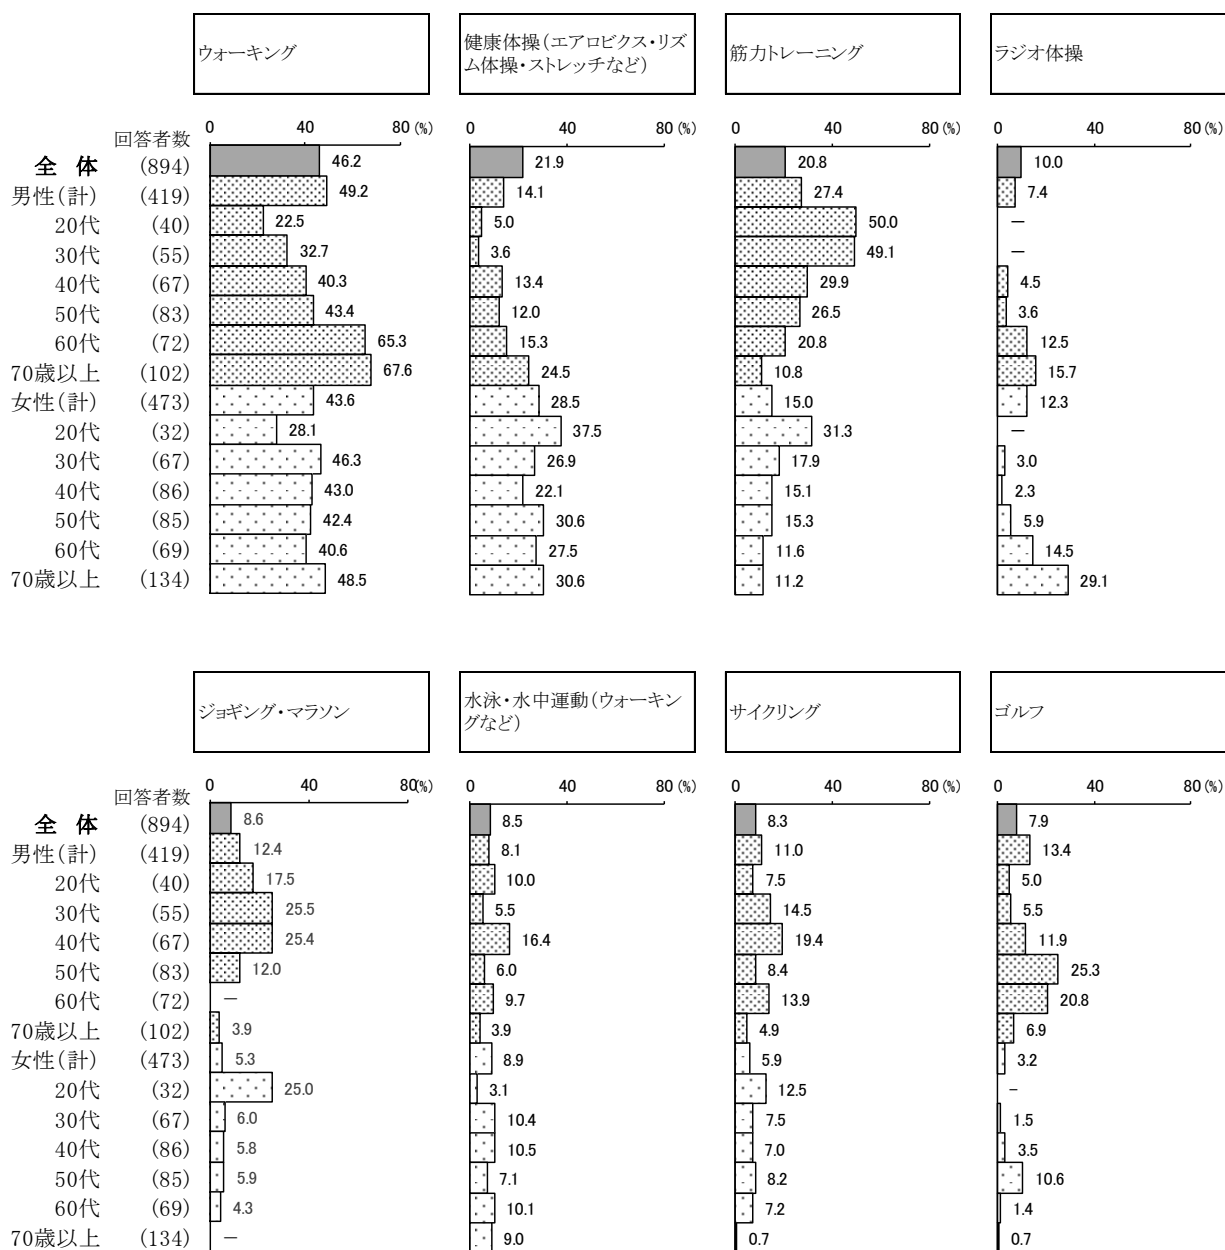 ウォーキング
健康体操(エアロビクス・リズ
ム体操・ストレッチなど)
筋力トレーニング
ラジオ体操
0 40 80 (%) 0 40 80 (%) 0 40 80 (%) 0 40 80 (%)
回答者数
全 体 (894) 46.2 21.9 20.8 10.0
男性(計) (419) 49.2 14.1 27.4 7.4
20代 (40) 22.5 5.0 50.0 −
30代 (55) 32.7 3.6 49.1 −
40代 (67) 40.3 13.4 29.9 4.5
50代 (83) 43.4 12.0 26.5 3.6
60代 (72) 65.3 15.3 20.8 12.5
70歳以上 (102) 67.6 24.5 10.8 15.7
女性(計) (473) 43.6 28.5 15.0 12.3
20代 (32) 28.1 37.5 31.3 −
30代 (67) 46.3 26.9 17.9 3.0
40代 (86) 43.0 22.1 15.1 2.3
50代 (85) 42.4 30.6 15.3 5.9
60代 (69) 40.6 27.5 11.6 14.5
70歳以上 (134) 48.5 30.6 11.2 29.1
ジョギング・マラソン
水泳・水中運動(ウォーキン
グなど)
サイクリング
ゴルフ
0 40 80 (%) 0 40 80 (%) 0 40 80 (%) 0 40 80 (%)
回答者数
全 体 (894) 8.6 8.5 8.3 7.9
男性(計) (419) 12.4 8.1 11.0 13.4
20代 (40) 17.5 10.0 7.5 5.0
30代 (55) 25.5 5.5 14.5 5.5
40代 (67) 25.4 16.4 19.4 11.9
50代 (83) 12.0 6.0 8.4 25.3
60代 (72) − 9.7 13.9 20.8
70歳以上 (102) 3.9 3.9 4.9 6.9
女性(計) (473) 5.3 8.9 5.9 3.2
20代 (32) 25.0 3.1 12.5 −
30代 (67) 6.0 10.4 7.5 1.5
40代 (86) 5.8 10.5 7.0 3.5
50代 (85) 5.9 7.1 8.2 10.6
60代 (69) 4.3 10.1 7.2 1.4
70歳以上 (134) − 9.0 0.7 0.7